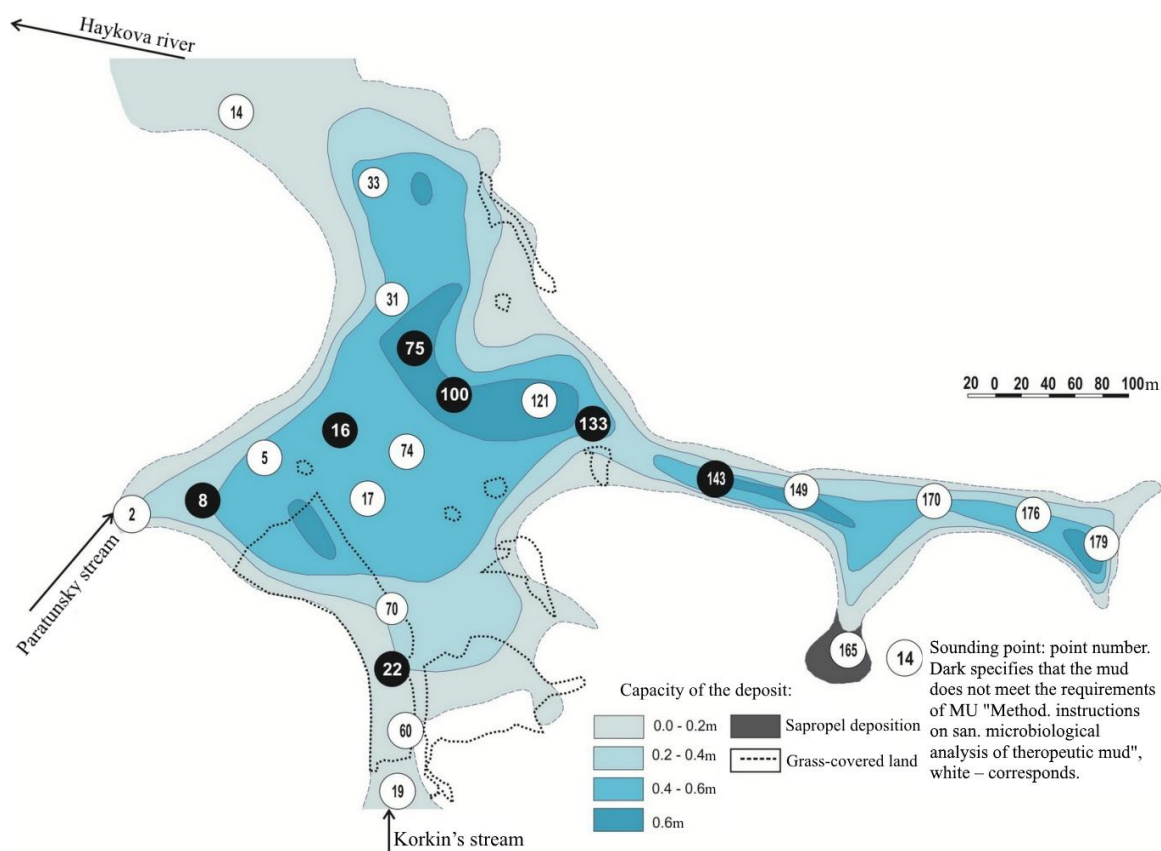 Haykova river
14
33
31
75
100
121
133
16
5
74
8
17
2
143
149
170
176
179
Paratunsky stream
70
22
60
19
165
Korkin's stream
20 0 20 40 60 80 100m
Capacity of the deposit:
0.0 - 0.2m
0.2 - 0.4m
0.4 - 0.6m
0.6m
Sapropel deposition
Grass-covered land
14
Sounding point: point number.
Dark specifies that the mud
does not meet the requirements
of MU "Method. instructions
on san. microbiological
analysis of theropeutic mud",
white – corresponds.